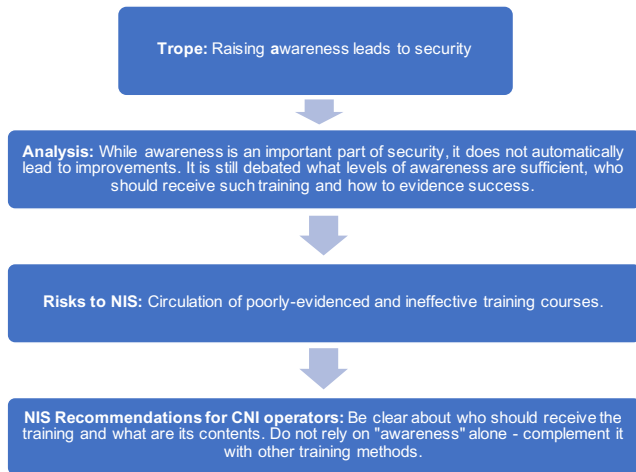 Trope: Raising awareness leads to security
Analysis: While awareness is an important part of security, it does not automatically
lead to improvements. It is still debated what levels of awareness are sufficient, who
should receive such training and how to evidence success.
Risks to NIS: Circulation of poorly-evidenced and ineffective training courses.
NIS Recommendations for CNI operators: Be clear about who should receive the
training and what are its contents. Do not rely on "awareness" alone - complement it
with other training methods.